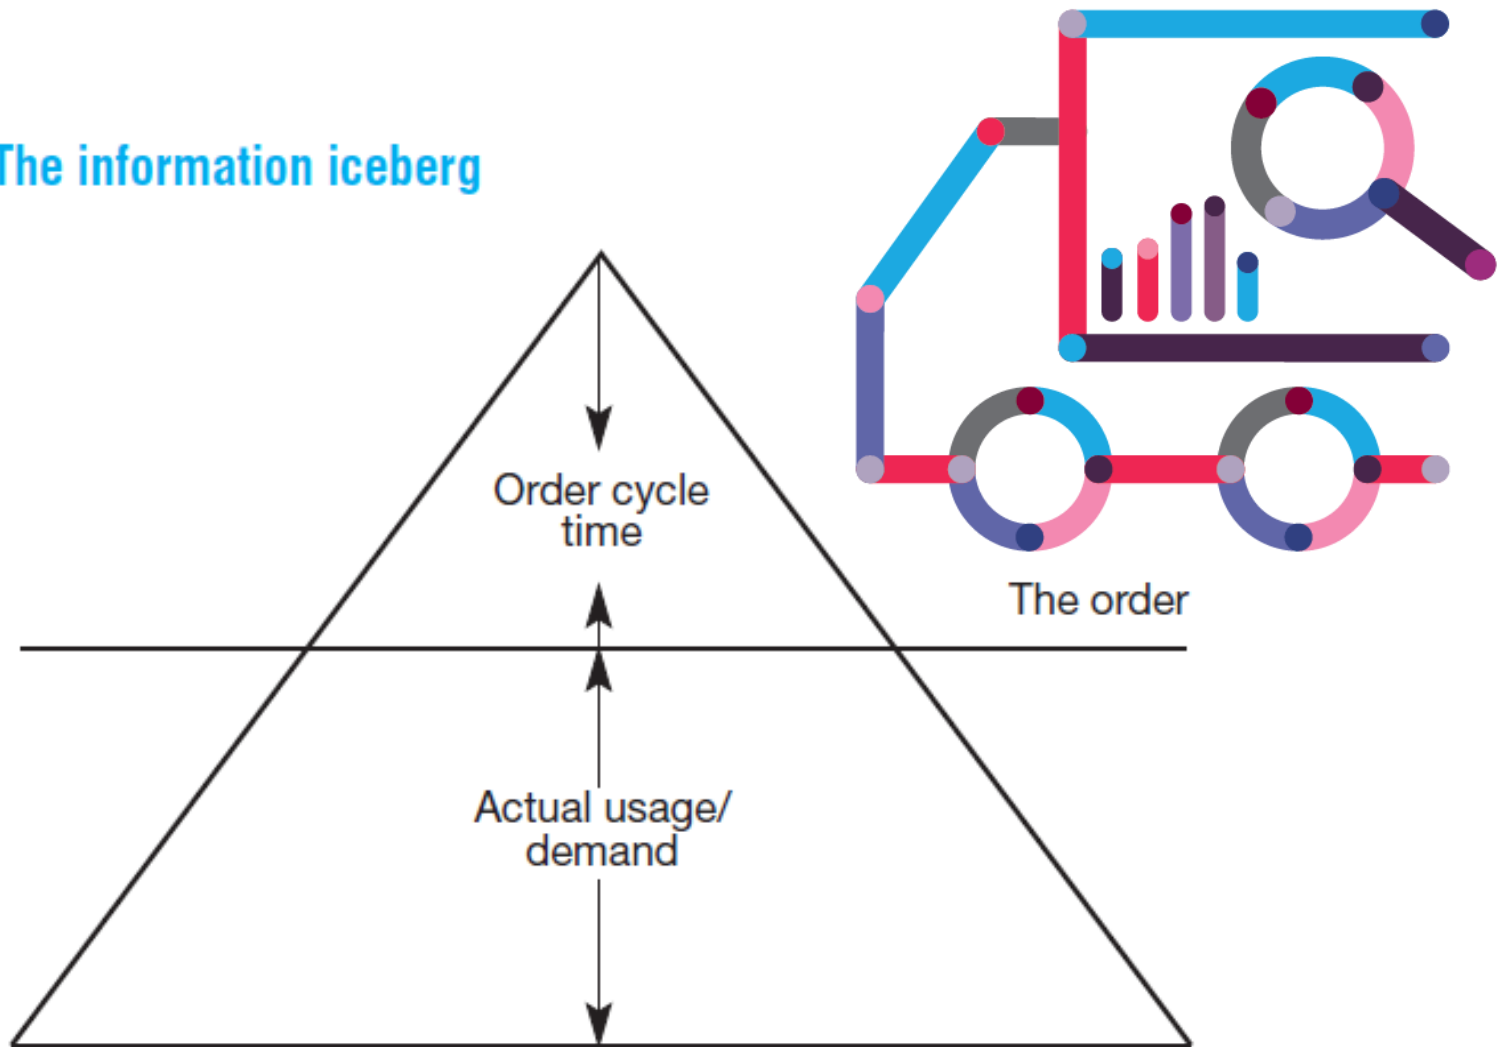 The information iceberg
Order cycle
time
The order
Actual usage/
demand